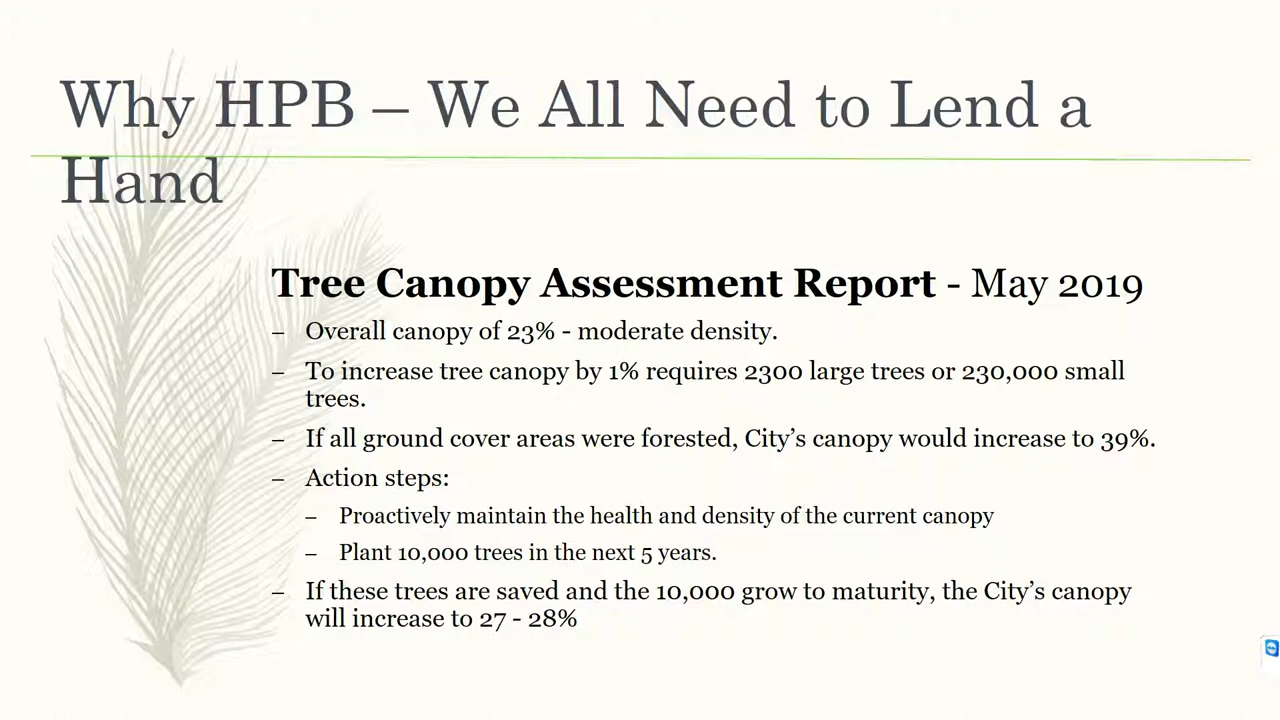 Why HPB – We All Need to Lend a
Hand
Tree Canopy Assessment Report - May 2019
– Overall canopy of 23% - moderate density.
– To increase tree canopy by 1% requires 2300 large trees or 230,000 small
trees.
– If all ground cover areas were forested, City’s canopy would increase to 39%.
– Action steps:
– Proactively maintain the health and density of the current canopy
– Plant 10,000 trees in the next 5 years.
– If these trees are saved and the 10,000 grow to maturity, the City’s canopy
will increase to 27 - 28%